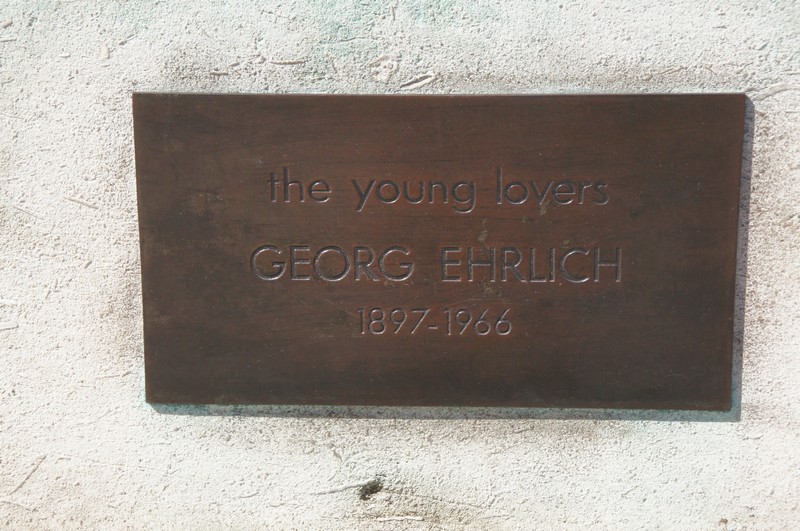 the young lovers
GEORG EHRLICH
1897-1966